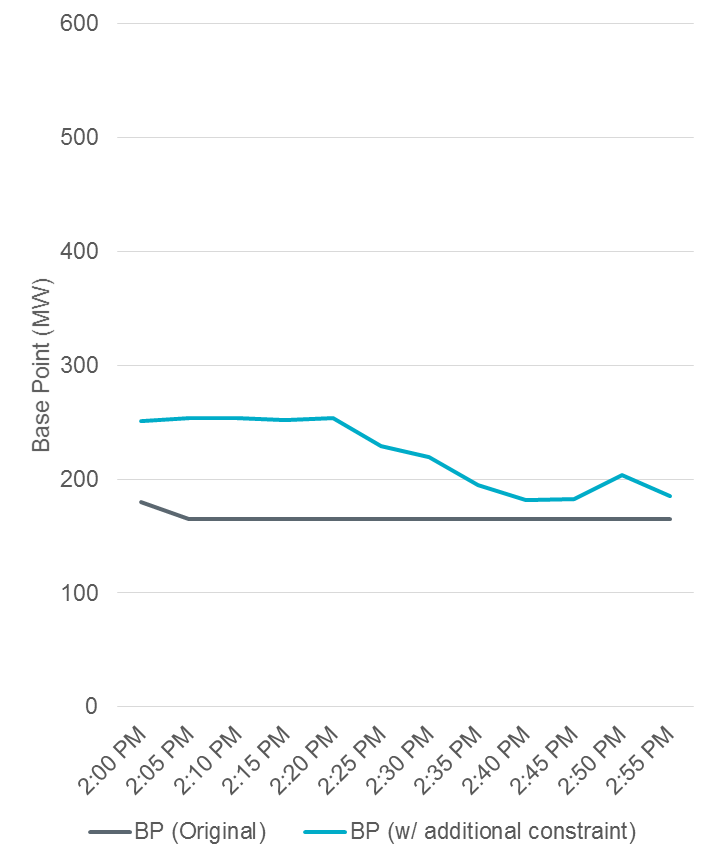 600
500
400
300
200
100
0
Base Point (MW)
2:00 PM
2:05 PM
2:10 PM
2:15 PM
2:20 PM
2:25 PM
2:30 PM
2:35 PM
2:40 PM
2:45 PM
2:50 PM
2:55 PM
BP (Original)
BP (w/ additional constraint)